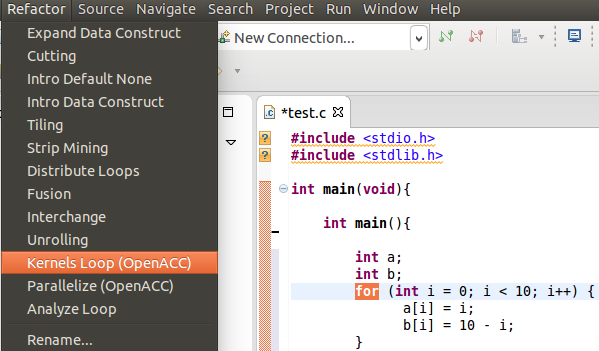 Refactor Source Navigate Search Project Run Window Help
Expand Data Construct
Cutting
Intro Default None
Intro Data Construct
Tiling
Strip Mining
Distribute Loops
Fusion
Interchange
Unrolling
Kernels Loop (OpenACC)
Parallelize (OpenACC)
Analyze Loop
Rename...
New Connection...
.c *test.c
? #include <stdio.h>
? #include <stdlib.h>
int main(void){
int main(){
int a;
int b;
for (int i = 0; i < 10; i++) {
a[i] = i;
b[i] = 10 - i;
}